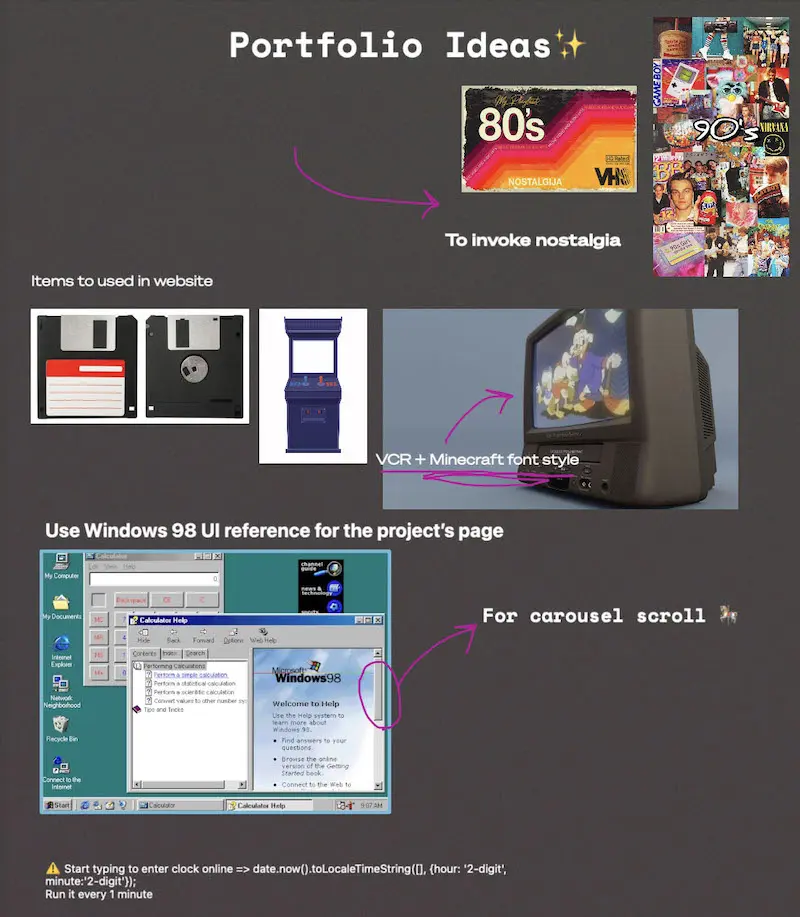 Portfolio Ideas✨
My Playlist
80's
NOSTALGIJA
VHS
GAME BOY
90's
NIRVANA
To invoke nostalgia
Items to used in website
VCR + Minecraft font style
Use Windows 98 UI reference for the project's page
My Computer
My Documents
Internet
Explorer
Network
Neighborhood
Recycle Bin
Connect to the
Internet
Calculator
Edit View Help
0.
Backspace CE C
MC
MR
MS
M+
channel
guide
news &
technology
sports
Calculator Help
Hide Back Forward Options Web Help
Contents Index Search
Performing Calculations
Perform a simple calculation
Perform a statistical calculation
Perform a scientific calculation
Convert values to other number sys
Tips and Tricks
Microsoft
Windows98
Welcome to Help
Use the Help system to
learn more about
Windows 98.
• Find answers to your
questions.
• Browse the online
version of the Getting
Started book.
• Connect to the Web to
Start Calculator Calculator Help 9:07 AM
For carousel scroll 🎠
⚠️ Start typing to enter clock online => date.now().toLocaleTimeString([], {hour: '2-digit',
minute:'2-digit'});
Run it every 1 minute